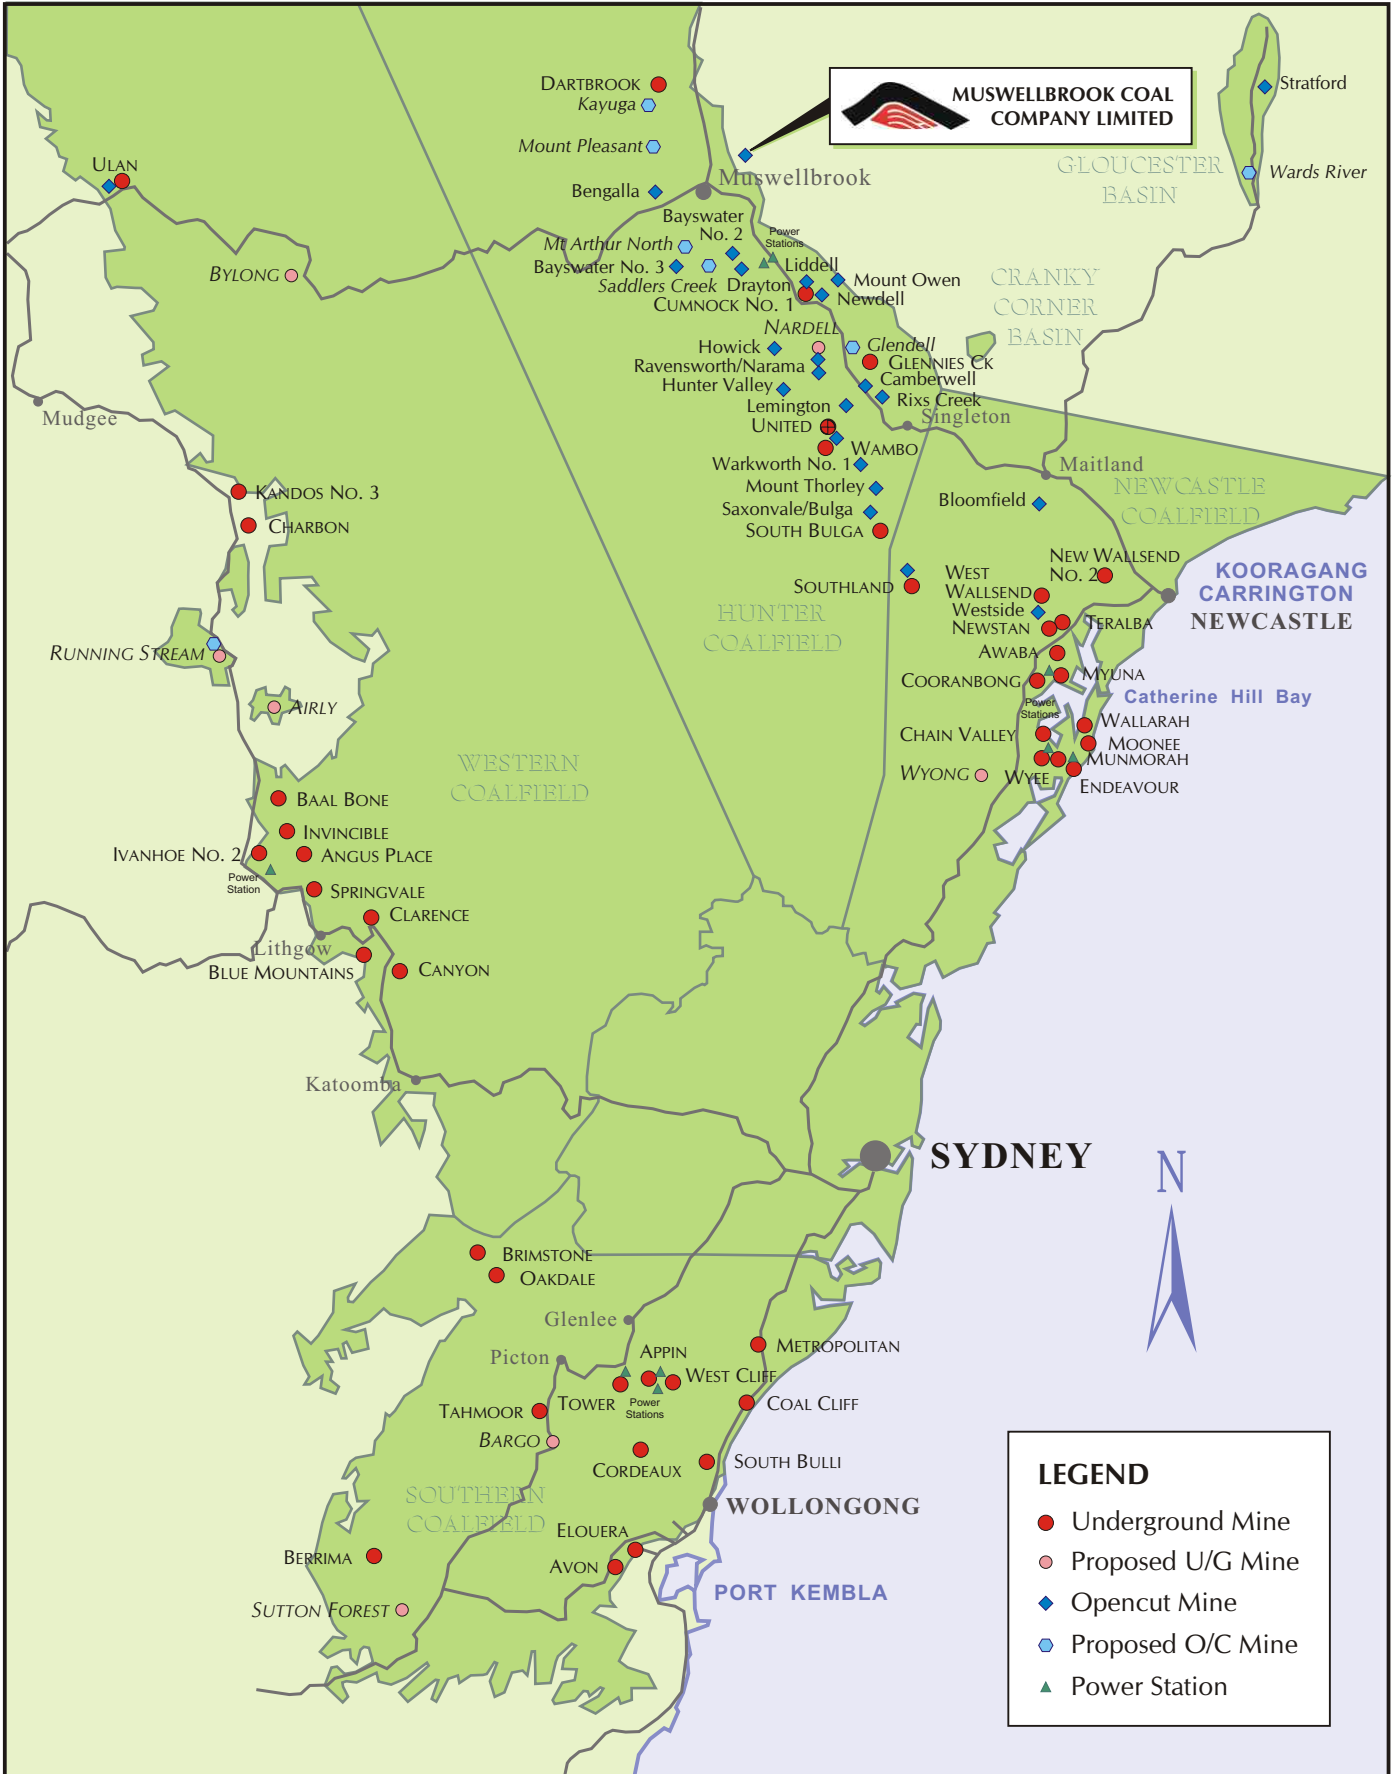 DARTBROOK
Kayuga
MUSWELLBROOK COAL
COMPANY LIMITED
Stratford
Mount Pleasant
GLOUCESTER
BASIN
Wards River
ULAN
Muswellbrook
Bengalla
Bayswater
No. 2
Power
Stations
Mt Arthur North
Bayswater No. 3
Liddell
BYLONG
Saddlers Creek
Drayton
Mount Owen
CUMNOCK NO. 1
Newdell
CRANKY
CORNER
BASIN
NARDELL
Howick
Glendell
Ravensworth/Narama
GLENNIES CK
Hunter Valley
Camberwell
Rixs Creek
Lemington
Singleton
Mudgee
UNITED
WAMBO
Warkworth No. 1
Maitland
Mount Thorley
NEWCASTLE
COALFIELD
KANDOS NO. 3
Bloomfield
Saxonvale/Bulga
CHARBON
SOUTH BULGA
NEW WALLSEND
NO. 2
KOORAGANG
CARRINGTON
NEWCASTLE
SOUTHLAND
WEST
WALLSEND
Westside
NEWSTAN
TERALBA
HUNTER
COALFIELD
RUNNING STREAM
AWABA
COORANBONG
MYUNA
Catherine Hill Bay
AIRLY
Power
Stations
WALLARAH
CHAIN VALLEY
MOONEE
MUNMORAH
WYONG
WYEE
ENDEAVOUR
WESTERN
COALFIELD
BAAL BONE
INVINCIBLE
IVANHOE NO. 2
ANGUS PLACE
Power
Station
SPRINGVALE
CLARENCE
Lithgow
BLUE MOUNTAINS
CANYON
Katoomba
SYDNEY
N
BRIMSTONE
OAKDALE
Glenlee
METROPOLITAN
Picton
APPIN
WEST CLIFF
TOWER
Power
Stations
COAL CLIFF
TAHMOOR
BARGO
CORDEAUX
SOUTH BULLI
SOUTHERN
COALFIELD
WOLLONGONG
ELOUERA
BERRIMA
AVON
PORT KEMBLA
SUTTON FOREST
LEGEND
Underground Mine
Proposed U/G Mine
Opencut Mine
Proposed O/C Mine
Power Station